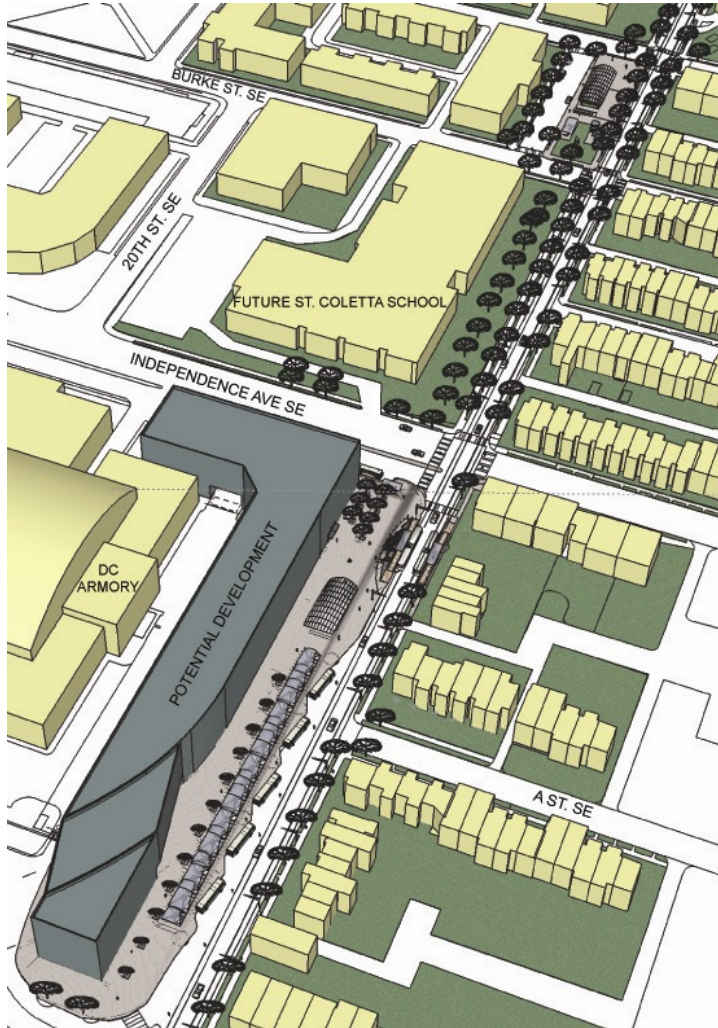 BURKE ST. SE
20TH ST. SE
FUTURE ST. COLETTA SCHOOL
INDEPENDENCE AVE SE
DC
ARMORY
POTENTIAL DEVELOPMENT
A ST. SE